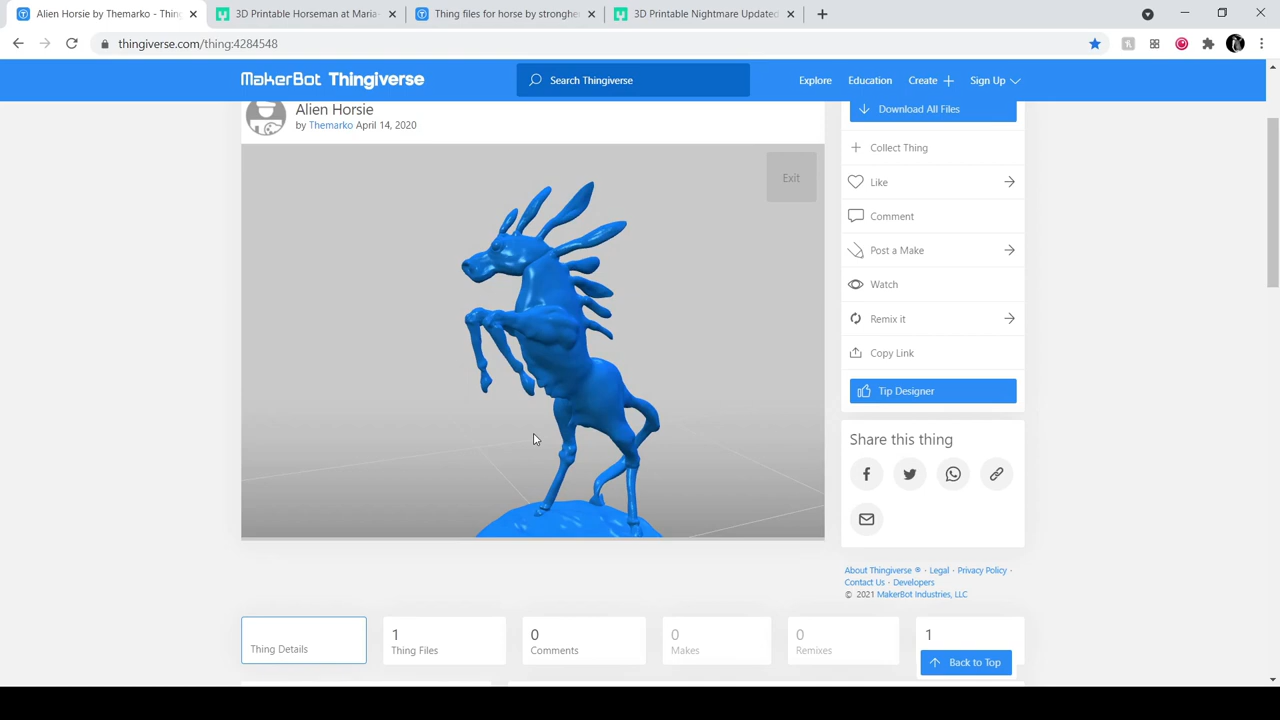 Alien Horsie by Themarko - Thing
3D Printable Horseman at Maria-
Thing files for horse by stronghe
3D Printable Nightmare Updated
thingiverse.com/thing:4284548
MakerBot Thingiverse
Search Thingiverse
Explore
Education
Create
Sign Up
Alien Horsie
by Themarko April 14, 2020
Exit
Download All Files
Collect Thing
Like
Comment
Post a Make
Watch
Remix it
Copy Link
Tip Designer
Share this thing
About Thingiverse ® · Legal · Privacy Policy ·
Contact Us · Developers
© 2021 MakerBot Industries, LLC
Thing Details
1
Thing Files
0
Comments
0
Makes
0
Remixes
1
Back to Top